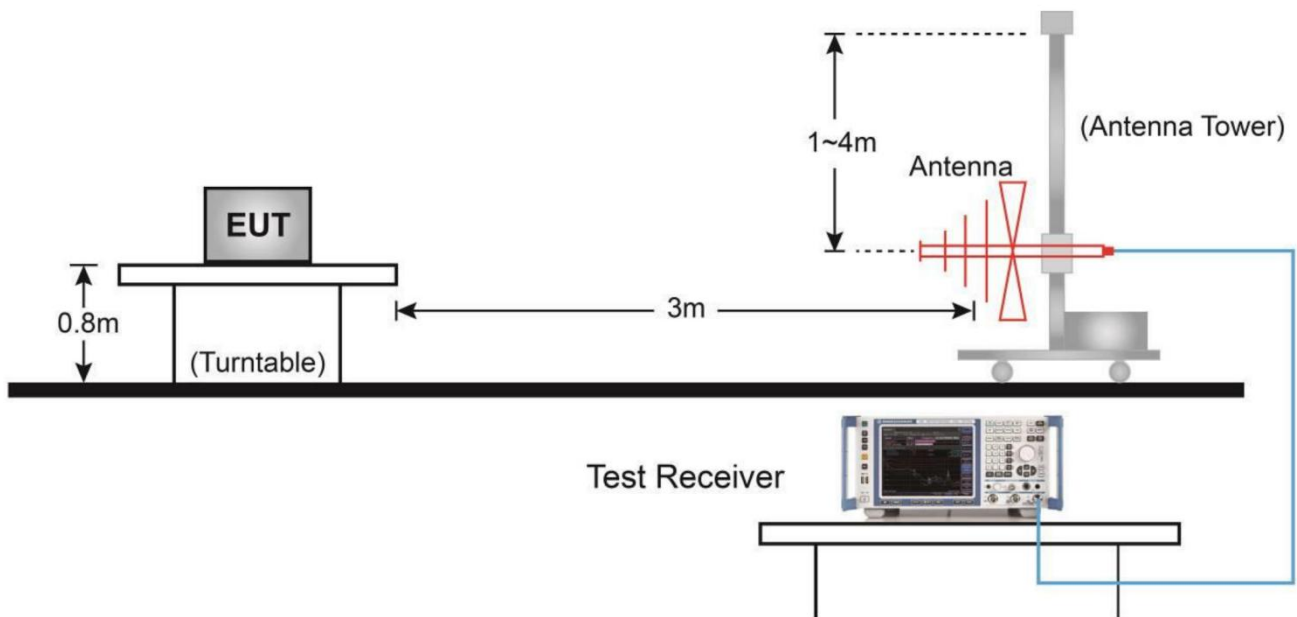 1~4m
(Antenna Tower)
Antenna
EUT
0.8m
3m
(Turntable)
Test Receiver